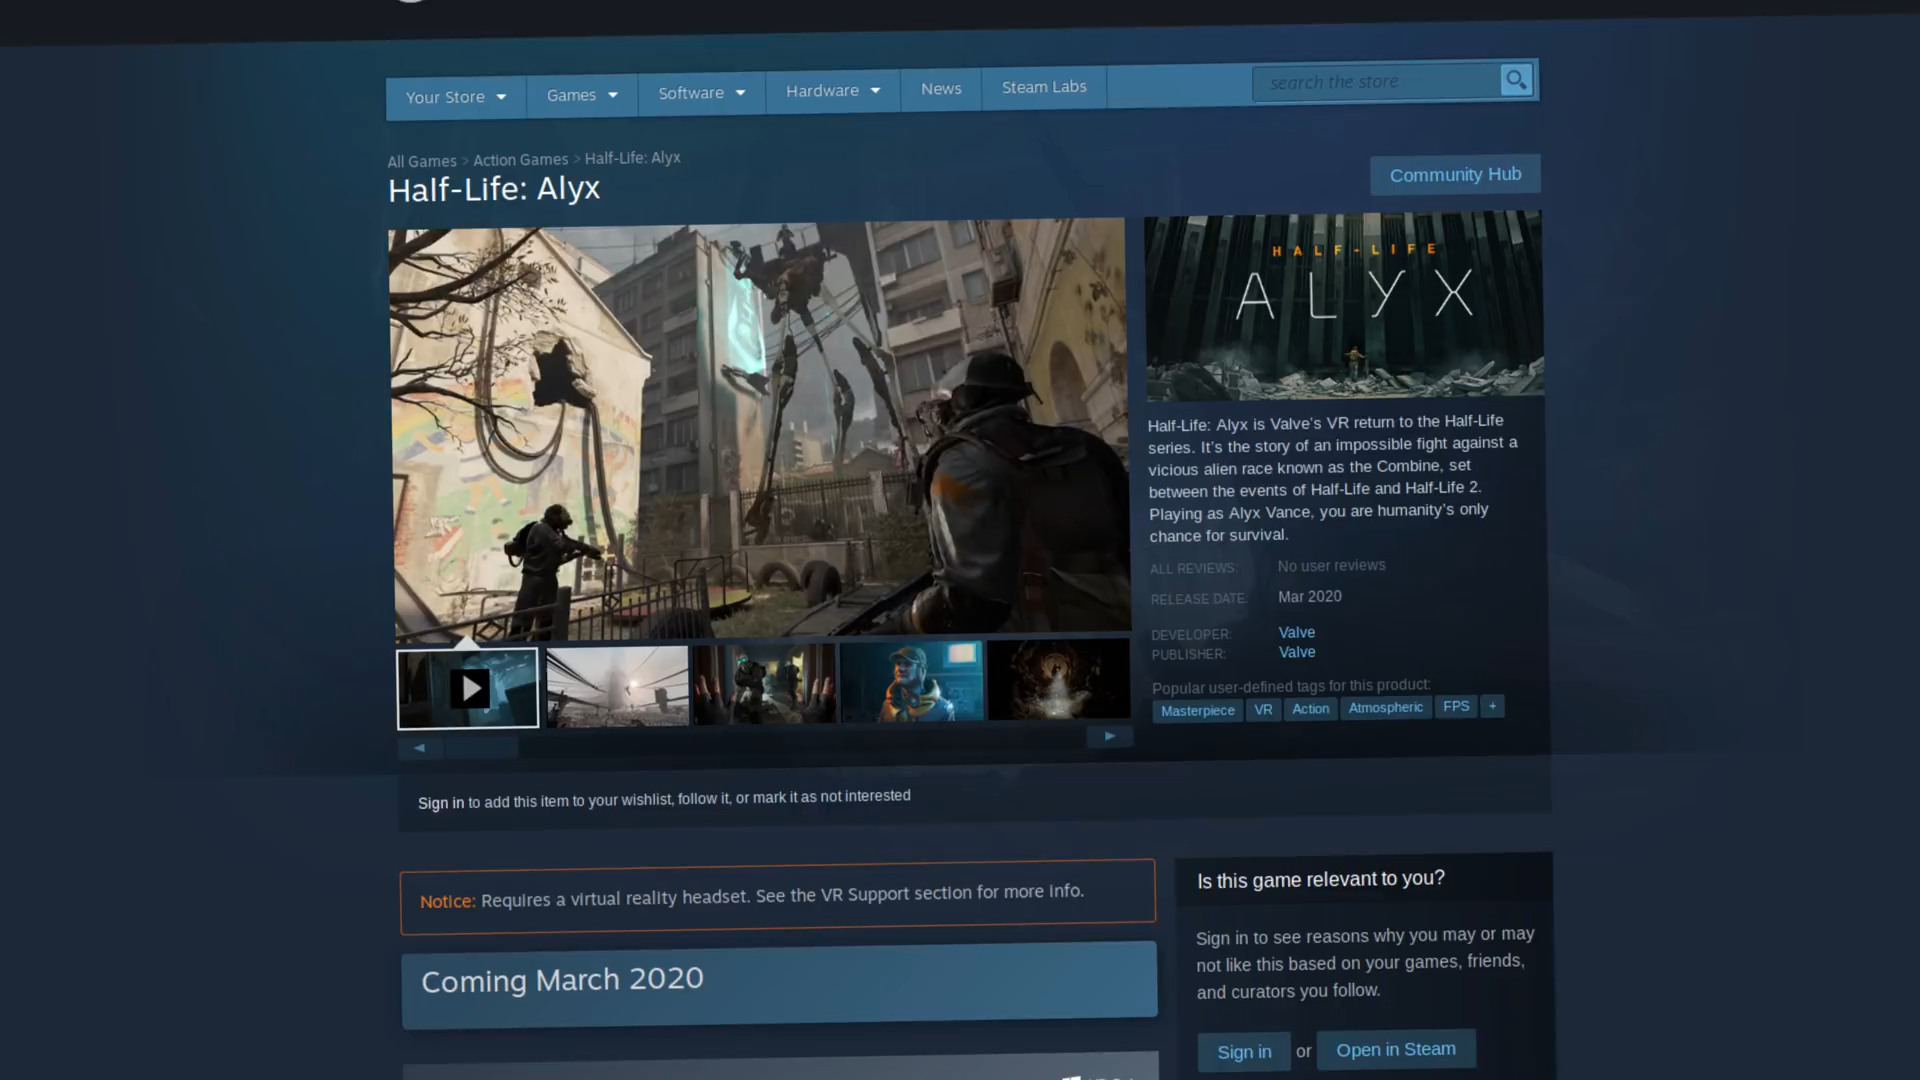 Your Store
Games
Software
Hardware
News
Steam Labs
search the store
All Games > Action Games > Half-Life: Alyx
Half-Life: Alyx
Community Hub
HALF-LIFE
ALYX
Half-Life: Alyx is Valve's VR return to the Half-Life
series. It's the story of an impossible fight against a
vicious alien race known as the Combine, set
between the events of Half-Life and Half-Life 2.
Playing as Alyx Vance, you are humanity's only
chance for survival.
ALL REVIEWS: No user reviews
RELEASE DATE: Mar 2020
DEVELOPER: Valve
PUBLISHER: Valve
Popular user-defined tags for this product:
Masterpiece VR Action Atmospheric FPS +
Sign in to add this item to your wishlist, follow it, or mark it as not interested
Notice: Requires a virtual reality headset. See the VR Support section for more info.
Coming March 2020
Is this game relevant to you?
Sign in to see reasons why you may or may
not like this based on your games, friends,
and curators you follow.
Sign in or Open in Steam